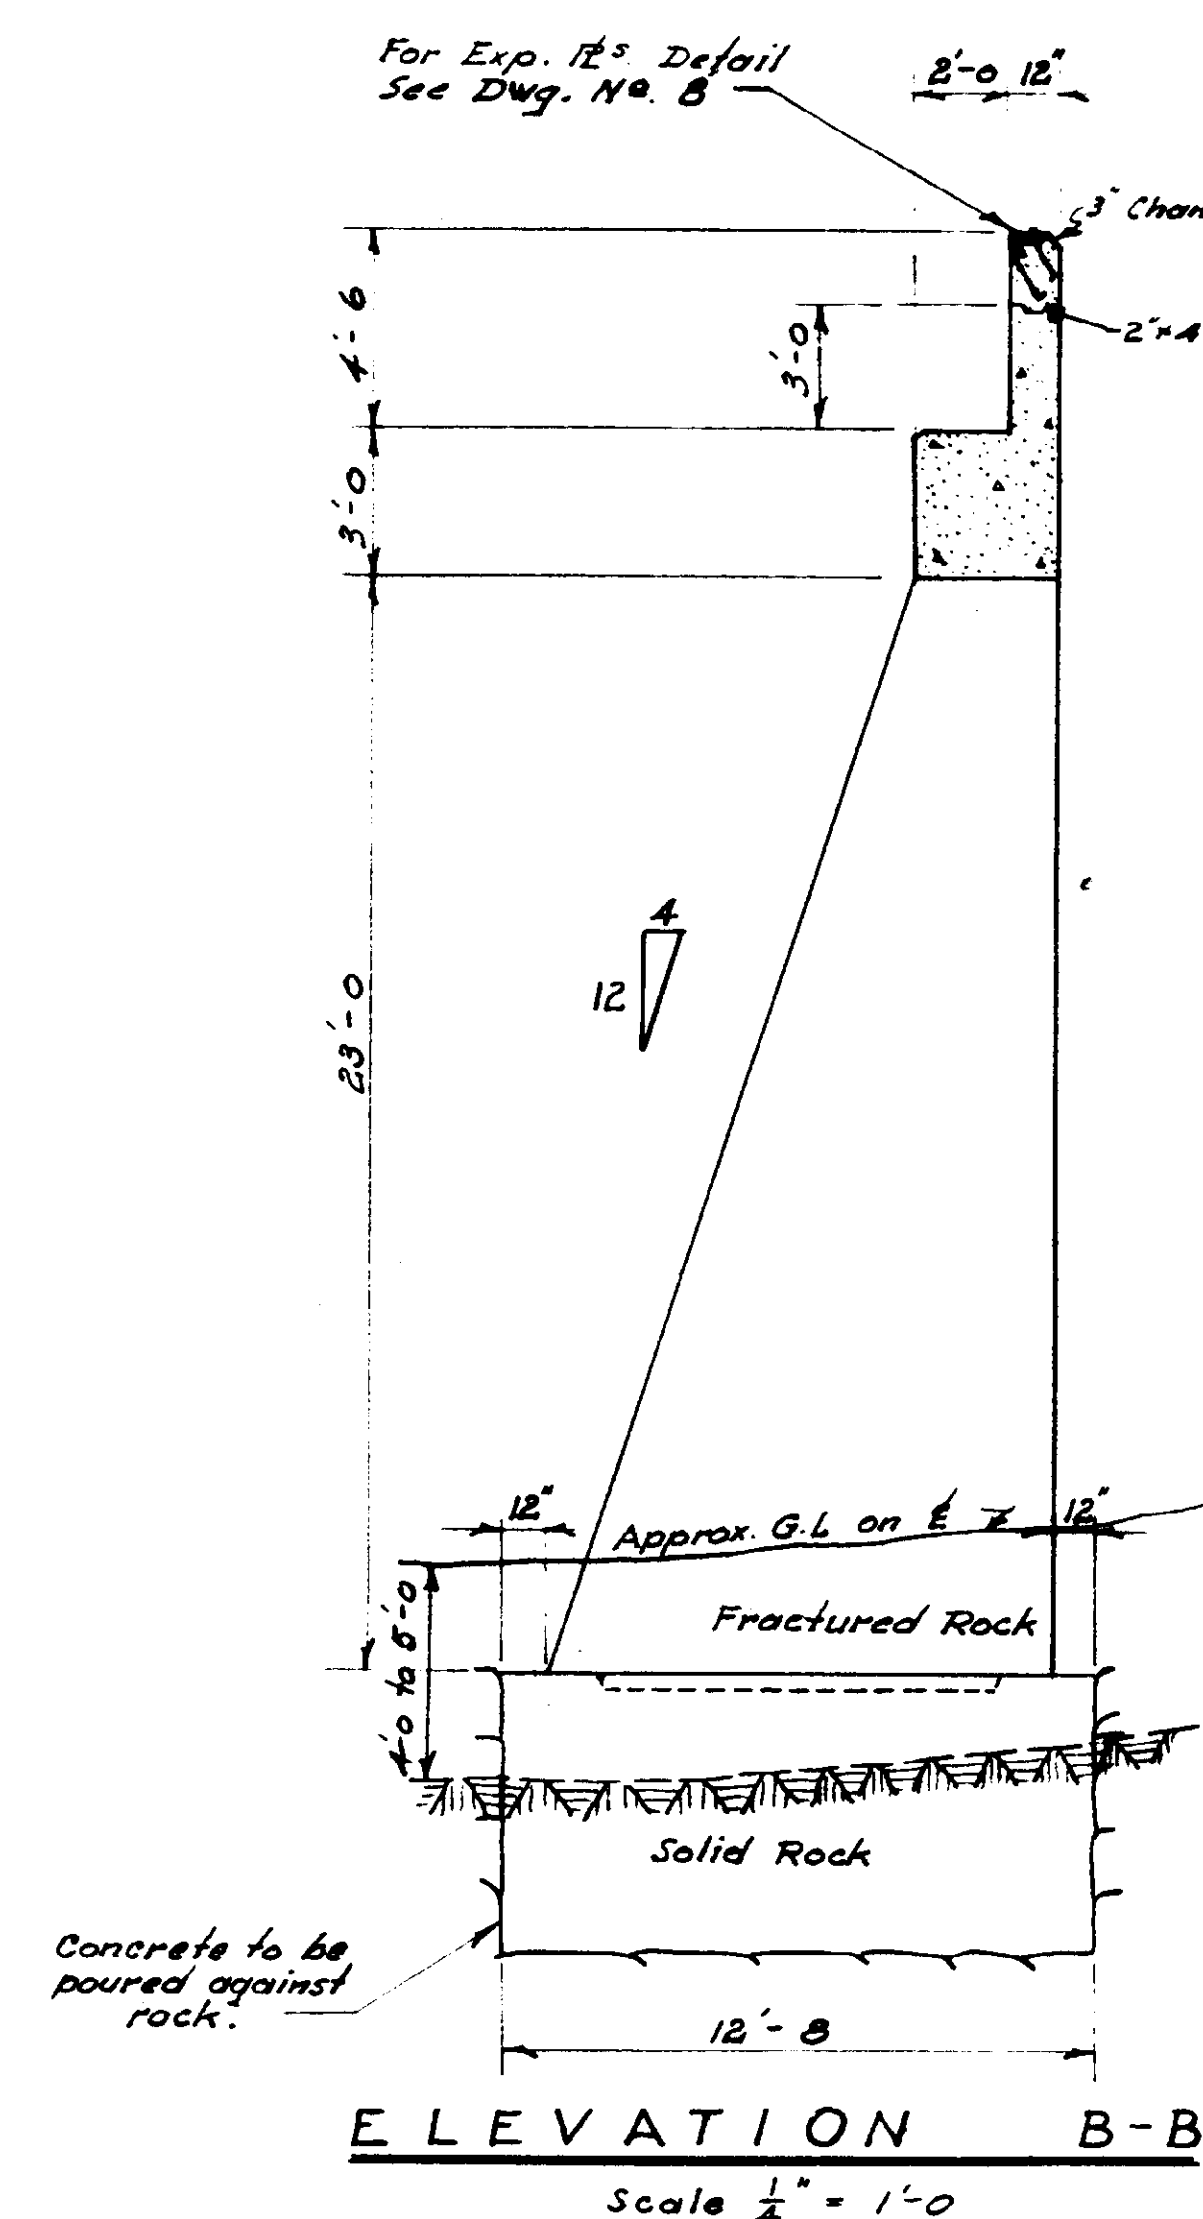 For Exp. PLs Detail
See Dwg. No. 8
2'-0 12"
3" Cham
4'-6
3'-0
2"x4
3'-0
4
12
23'-0
12"
Approx. G.L on ℄
12"
4'-0 to 5'-0
Fractured Rock
Solid Rock
Concrete to be
poured against
rock.
12'-8
ELEVATION B-B
Scale 1/4" = 1'-0